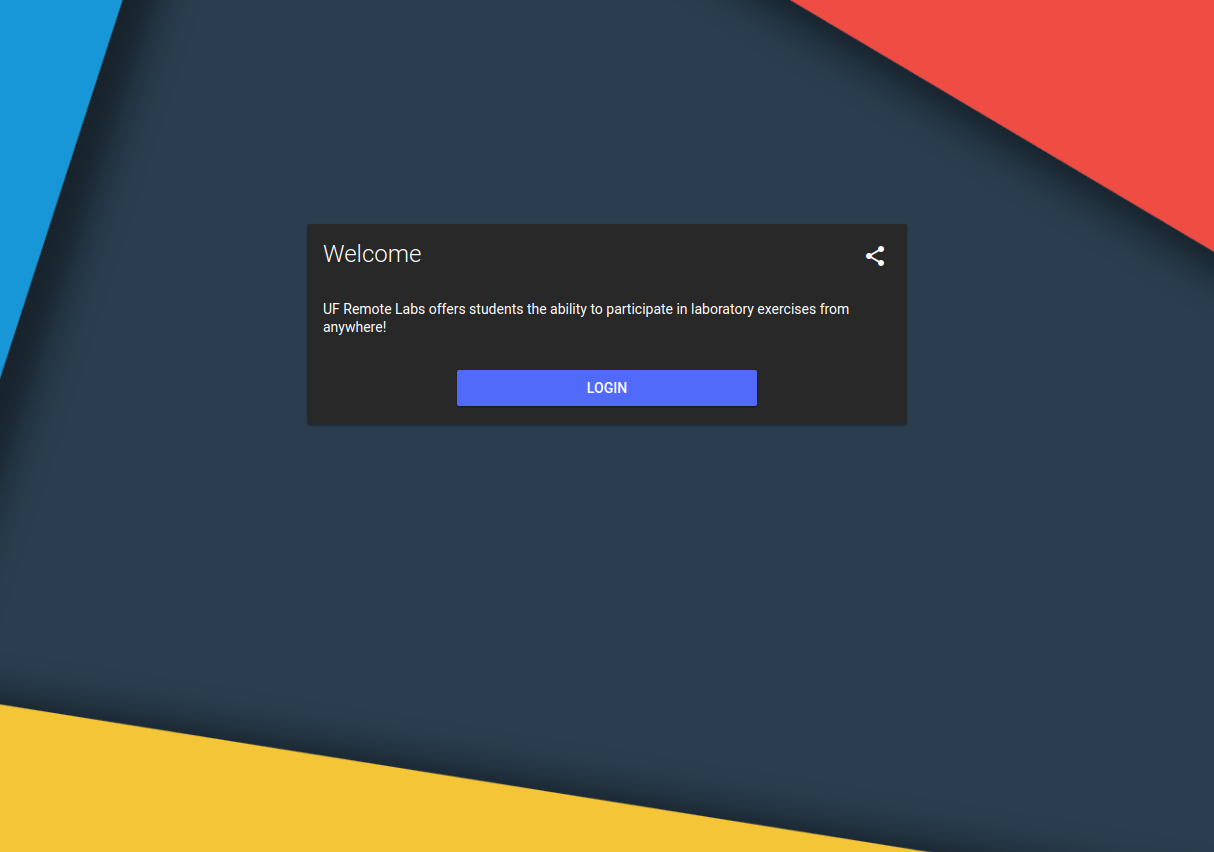 Welcome
UF Remote Labs offers students the ability to participate in laboratory exercises from
anywhere!
LOGIN